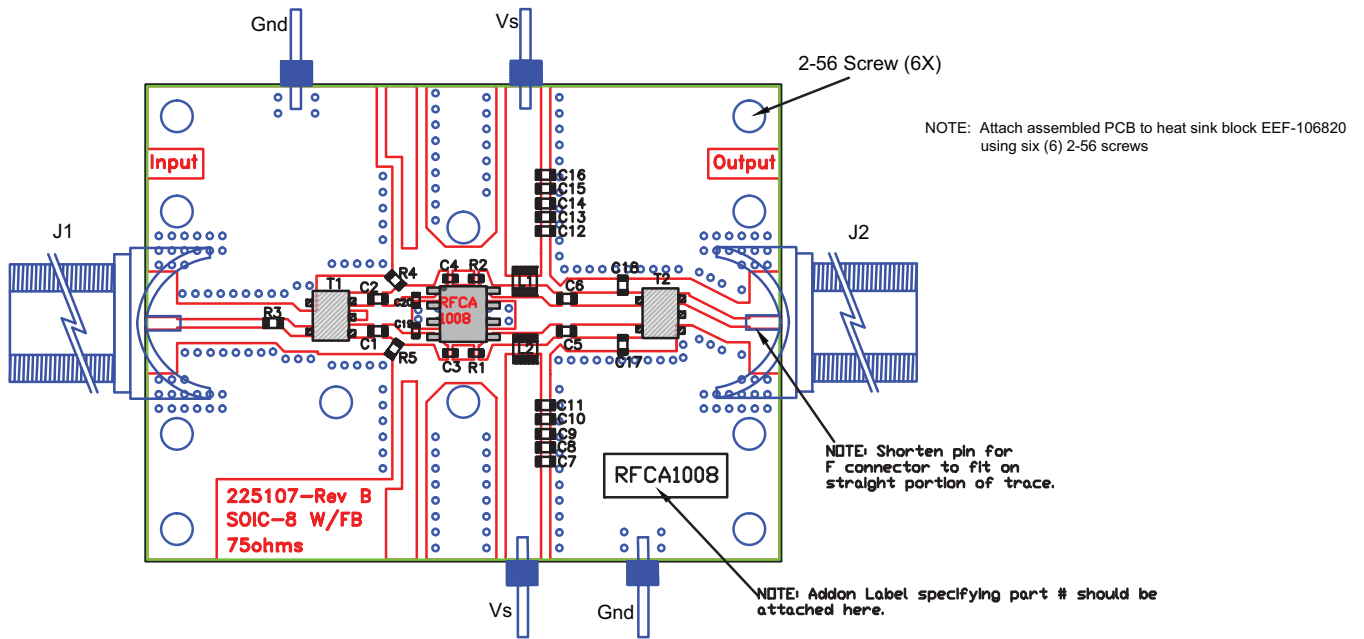 Gnd
Vs
2-56 Screw (6X)
NOTE: Attach assembled PCB to heat sink block EEF-106820
using six (6) 2-56 screws
Input
Output
C16
C15
C14
C13
C12
J1
J2
R4
C4
R2
L1
C18
T1
C2
C20
C6
T2
RFCA
1008
R3
C19
C1
R5
C3
R1
L2
C5
C17
C11
C10
C9
C8
C7
NOTE: Shorten pin for
F connector to fit on
straight portion of trace.
RFCA1008
225107-Rev B
SOIC-8 W/FB
75ohms
NOTE: Addon Label specifying part # should be
attached here.
Vs
Gnd